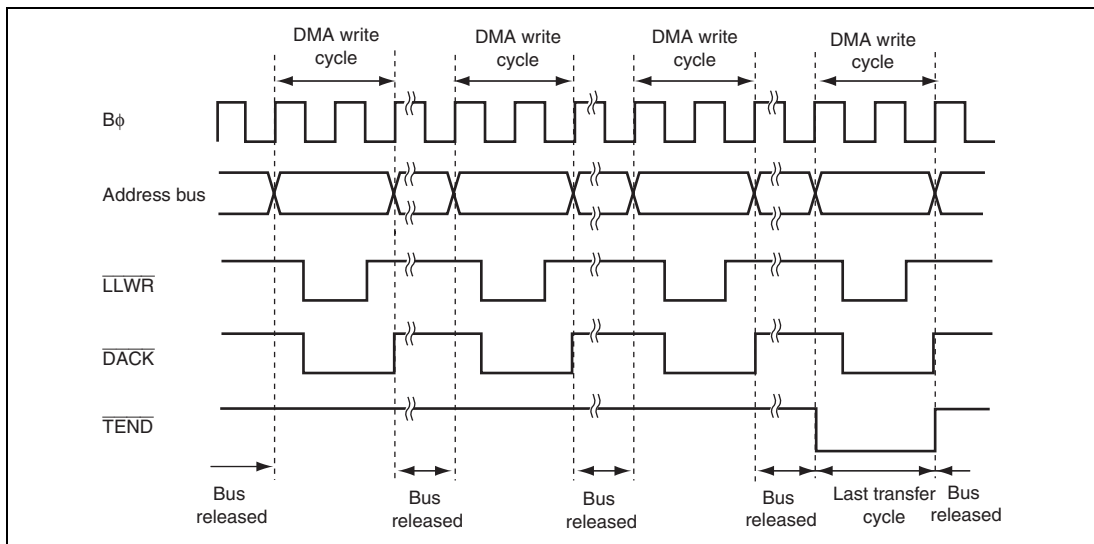 DMA write
cycle
DMA write
cycle
DMA write
cycle
DMA write
cycle
Bφ
Address bus
LLWR
DACK
TEND
Bus
released
Bus
released
Bus
released
Bus
released
Last transfer
cycle
Bus
released